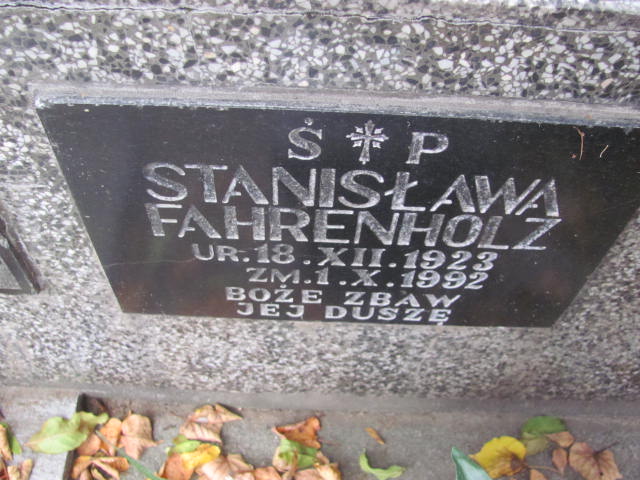 Ś P
STANISŁAWA
FAHRENHOLZ
UR. 18. XII. 1923
ZM. 1. X. 1992
BOŻE ZBAW
JEJ DUSZĘ